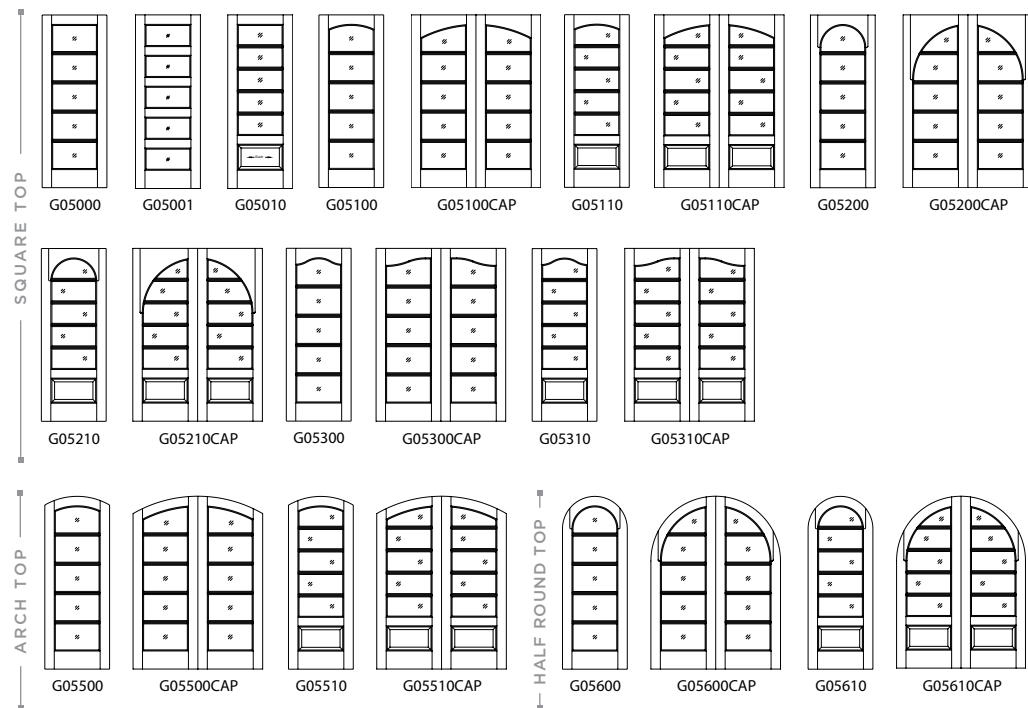 SQUARE TOP
G05000 G05001 G05010 G05100 G05100CAP G05110 G05110CAP G05200 G05200CAP
G05210 G05210CAP G05300 G05300CAP G05310 G05310CAP
ARCH TOP
G05500 G05500CAP G05510 G05510CAP
HALF ROUND TOP
G05600 G05600CAP G05610 G05610CAP